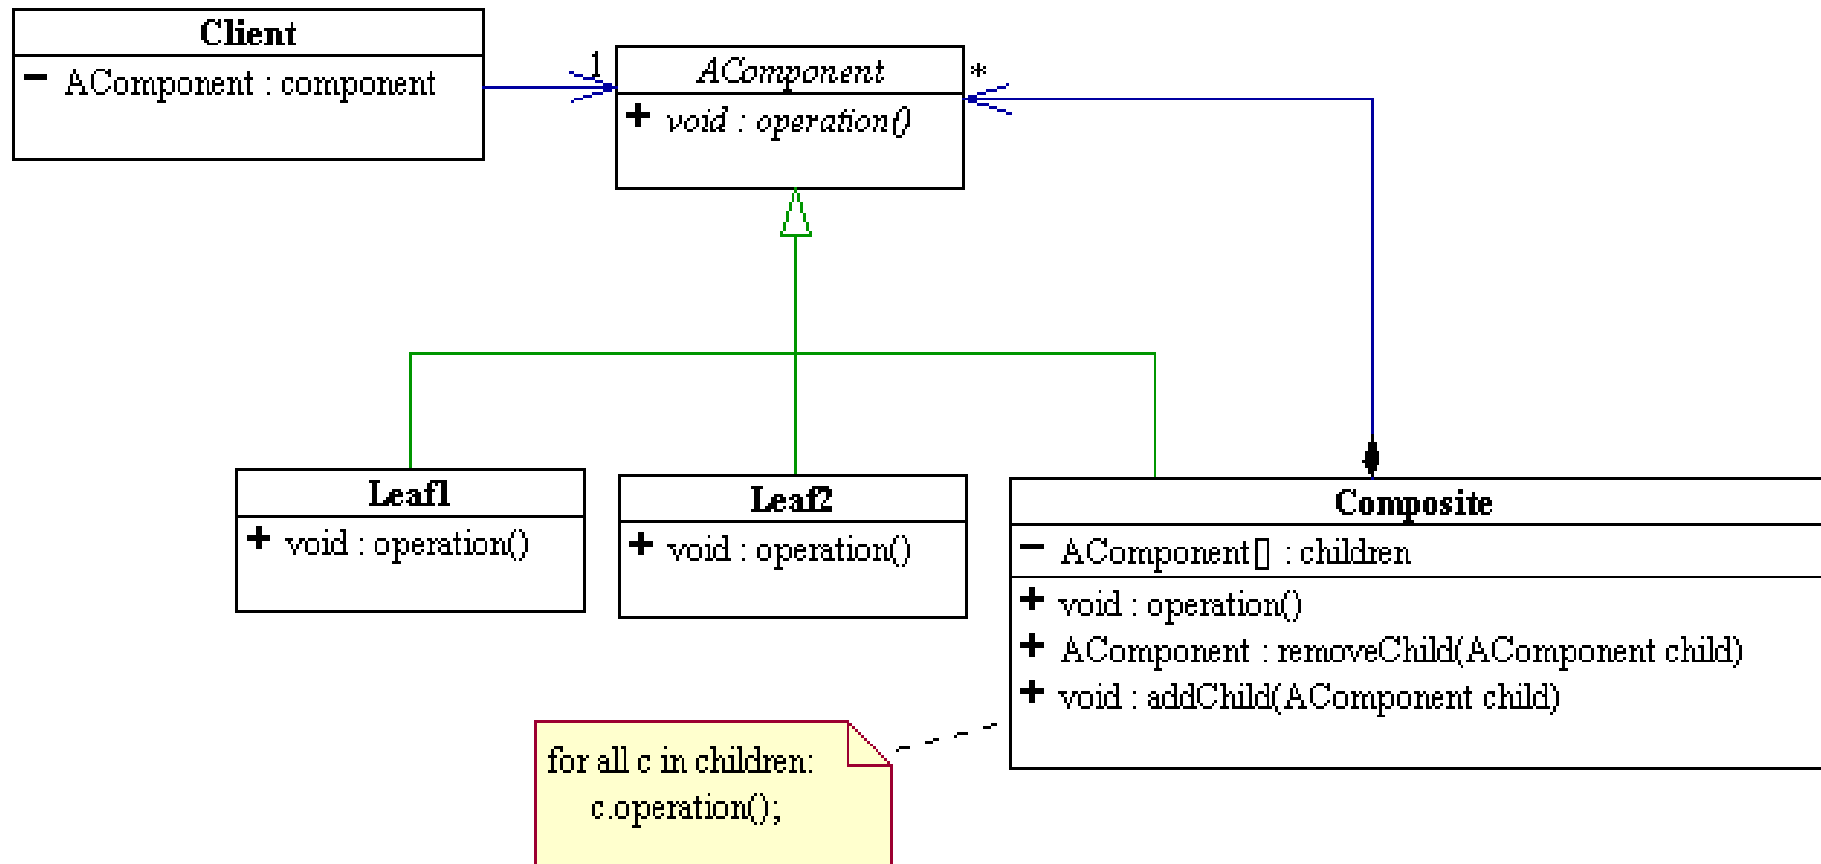 Client
- AComponent : component
1
AComponent
*
+ void : operation()
Leaf1
+ void : operation()
Leaf2
+ void : operation()
Composite
- AComponent[] : children
+ void : operation()
+ AComponent : removeChild(AComponent child)
+ void : addChild(AComponent child)
for all c in children:
c.operation();